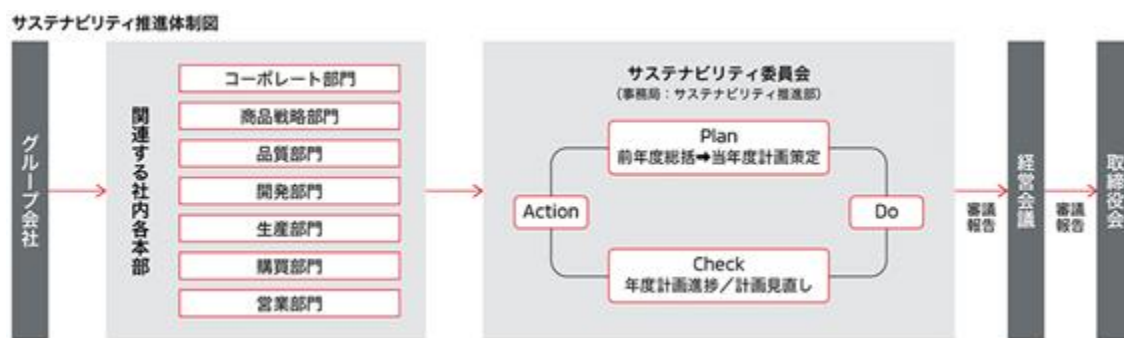 サステナビリティ推進体制図
グループ会社
関連する社内各本部
コーポレート部門
商品戦略部門
品質部門
開発部門
生産部門
購買部門
営業部門
サステナビリティ委員会
(事務局:サステナビリティ推進部)
Plan
前年度総括➡当年度計画策定
Action
Do
Check
年度計画進捗/計画見直し
審議
報告
経営会議
審議
報告
取締役会